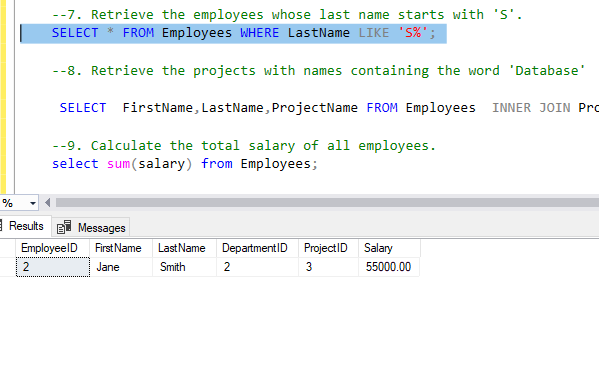 --7. Retrieve the employees whose last name starts with 'S'.
SELECT * FROM Employees WHERE LastName LIKE 'S%';
--8. Retrieve the projects with names containing the word 'Database'
SELECT  FirstName,LastName,ProjectName FROM Employees  INNER JOIN Pro
--9. Calculate the total salary of all employees.
select sum(salary) from Employees;
%
Results Messages
EmployeeID FirstName LastName DepartmentID ProjectID Salary
2 Jane Smith 2 3 55000.00